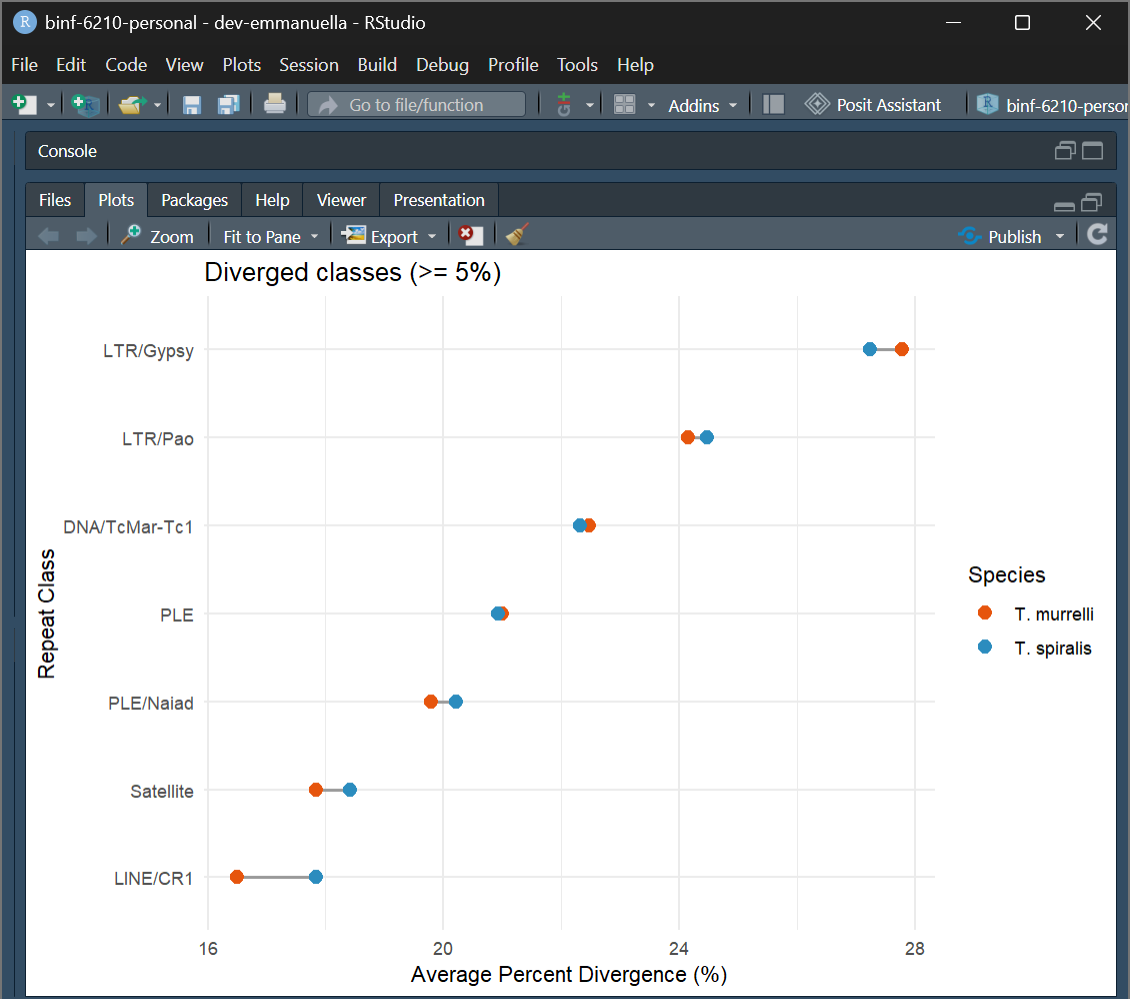 binf-6210-personal - dev-emmanuella - RStudio
File Edit Code View Plots Session Build Debug Profile Tools Help
Go to file/function Addins Posit Assistant binf-6210-person
Console
Files Plots Packages Help Viewer Presentation
Zoom Fit to Pane Export Publish
Diverged classes (>= 5%)
LTR/Gypsy
LTR/Pao
DNA/TcMar-Tc1
PLE
PLE/Naiad
Satellite
LINE/CR1
Repeat Class
16 20 24 28
Average Percent Divergence (%)
Species
T. murrelli
T. spiralis